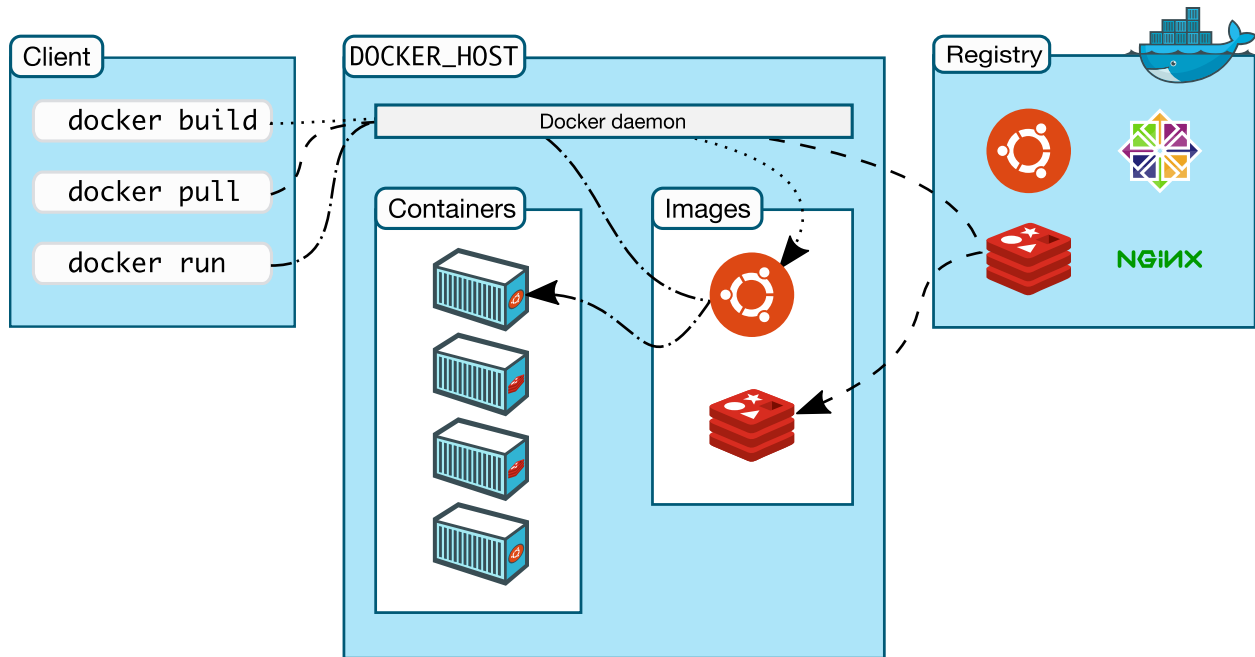 Client
docker build
docker pull
docker run
DOCKER_HOST
Docker daemon
Containers
Images
Registry
NGiNX